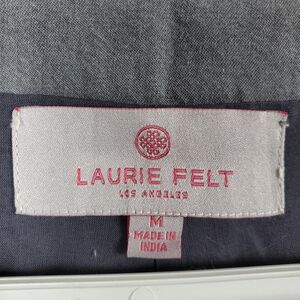 LAURIE FELT
LOS ANGELES
M
MADE IN
INDIA